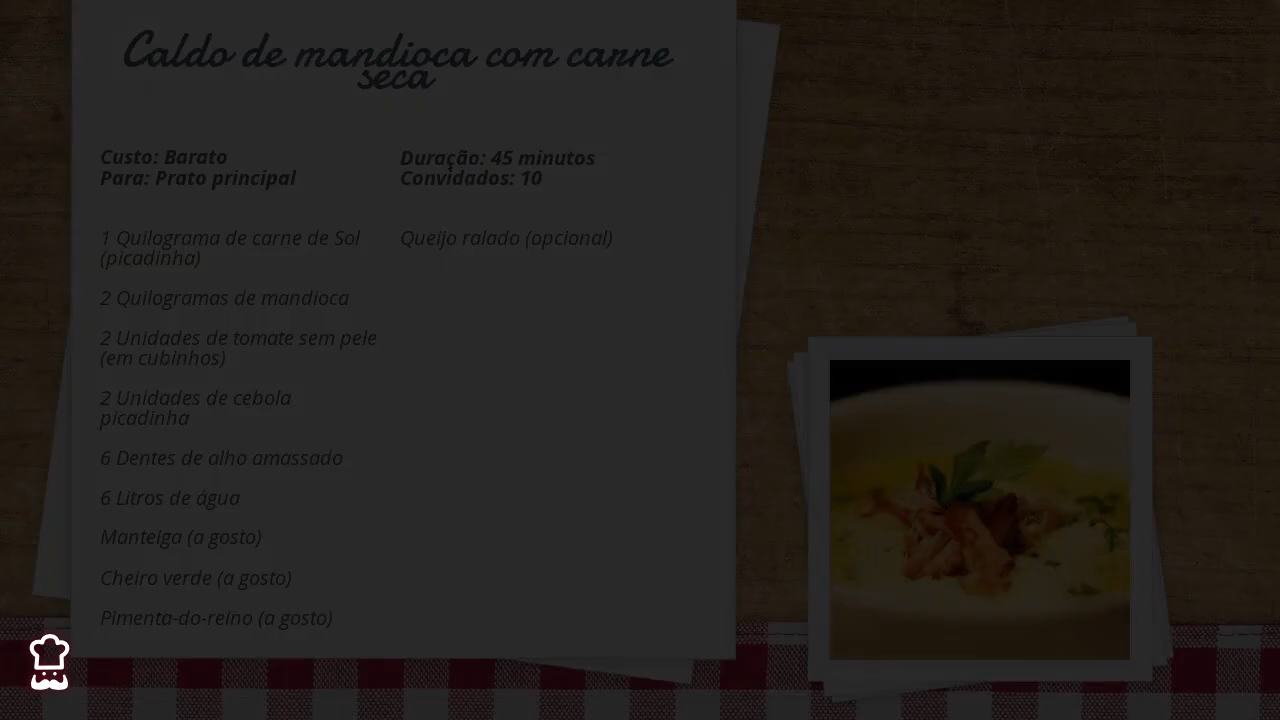 Caldo de mandioca com carne
seca
Custo: Barato
Para: Prato principal
Duração: 45 minutos
Convidados: 10
1 Quilograma de carne de Sol
(picadinha)
2 Quilogramas de mandioca
2 Unidades de tomate sem pele
(em cubinhos)
2 Unidades de cebola
picadinha
6 Dentes de alho amassado
6 Litros de água
Manteiga (a gosto)
Cheiro verde (a gosto)
Pimenta-do-reino (a gosto)
Queijo ralado (opcional)